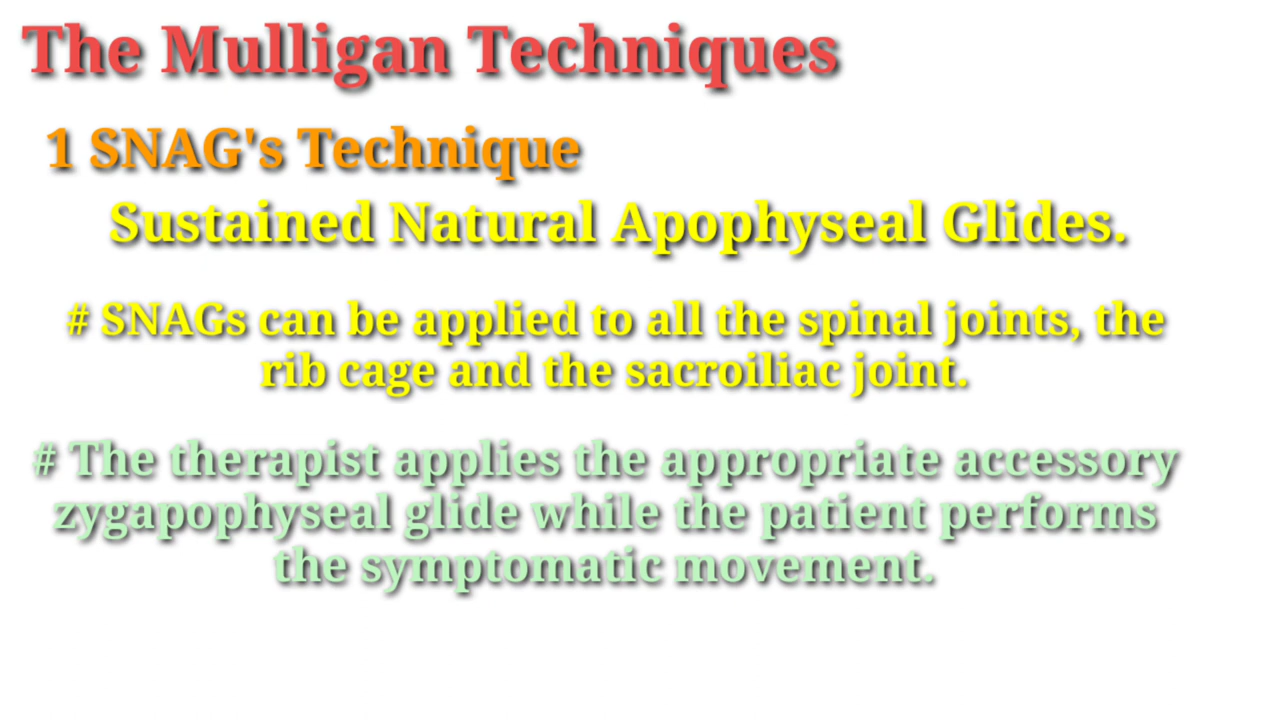 The Mulligan Techniques
1 SNAG's Technique
Sustained Natural Apophyseal Glides.
# SNAGs can be applied to all the spinal joints, the
rib cage and the sacroiliac joint.
# The therapist applies the appropriate accessory
zygapophyseal glide while the patient performs
the symptomatic movement.